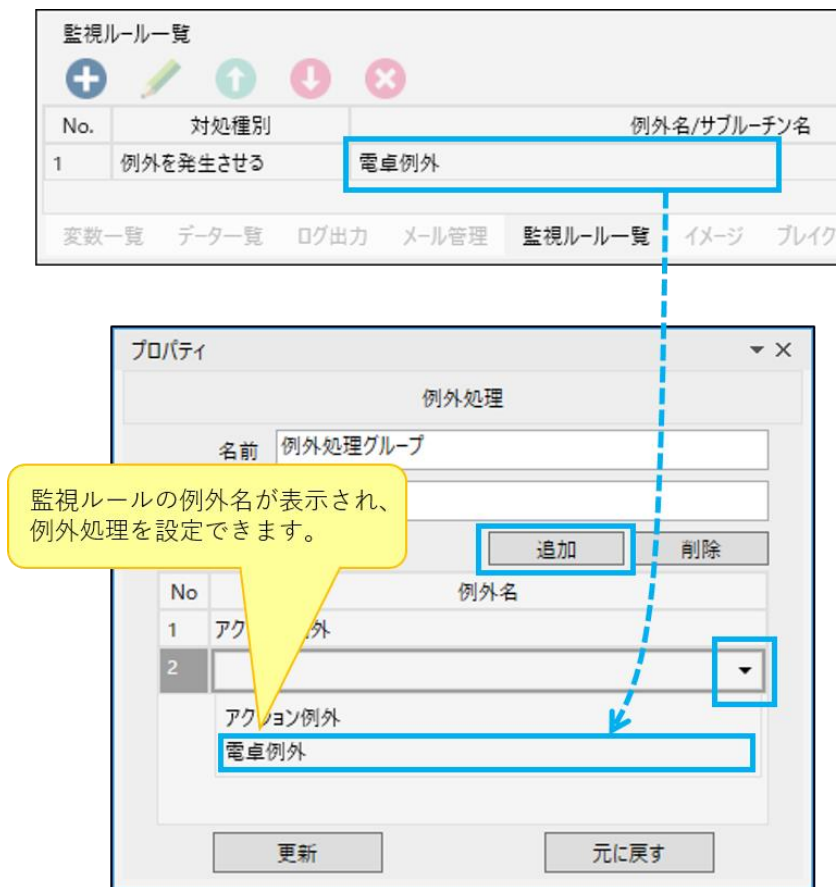 監視ルール一覧
No. 対処種別 例外名/サブルーチン名
1 例外を発生させる 電卓例外
変数一覧 データ一覧 ログ出力 メール管理 監視ルール一覧 イメージ ブレイク
プロパティ
例外処理
名前 例外処理グループ
監視ルールの例外名が表示され、
例外処理を設定できます。
追加 削除
No 例外名
1 アク 外
2
アクション例外
電卓例外
更新 元に戻す